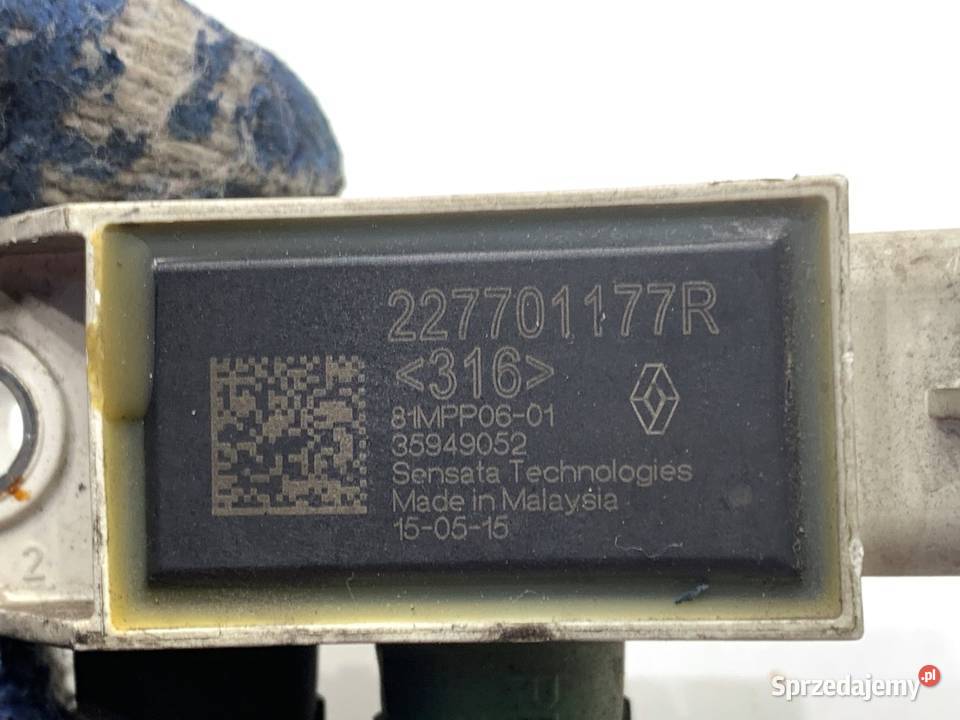 227701177R
<316>
81MPP06-01
35949052
Sensata Technologies
Made in Malaysia
15-05-15
2
Sprzedajemy.pl